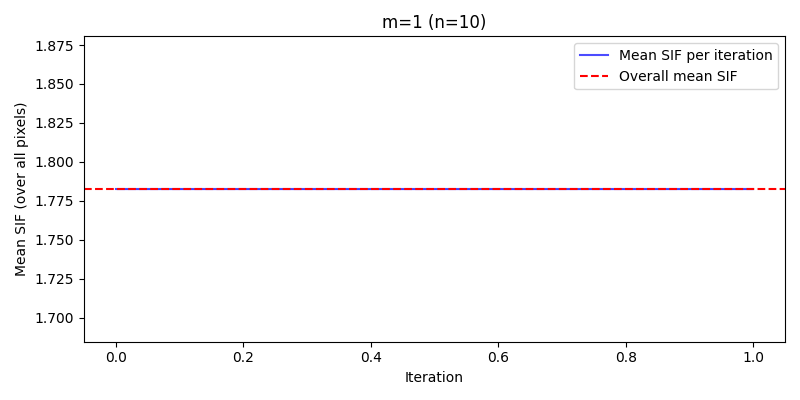 m=1 (n=10)
Mean SIF per iteration
Overall mean SIF
Mean SIF (over all pixels)
1.875
1.850
1.825
1.800
1.775
1.750
1.725
1.700
0.0 0.2 0.4 0.6 0.8 1.0
Iteration